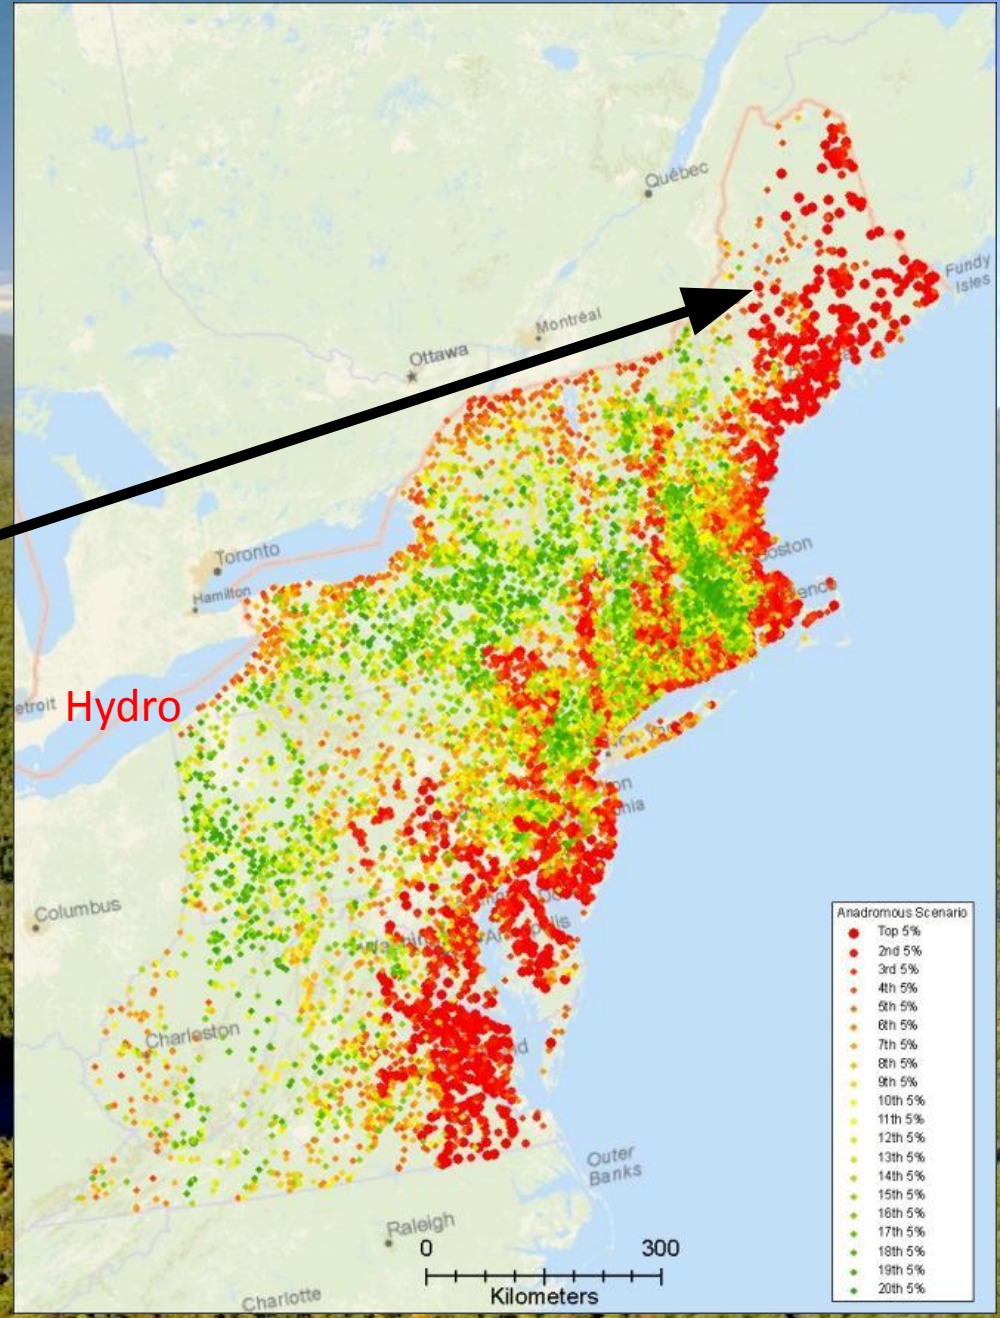 Québec
Fundy
Isles
Montréal
Ottawa
Toronto
Hamilton
Boston
etroit
Hydro
Columbus
Charleston
Outer
Banks
Raleigh
Charlotte
0 300
Kilometers
Anadromous Scenario
Top 5%
2nd 5%
3rd 5%
4th 5%
5th 5%
6th 5%
7th 5%
8th 5%
9th 5%
10th 5%
11th 5%
12th 5%
13th 5%
14th 5%
15th 5%
16th 5%
17th 5%
18th 5%
19th 5%
20th 5%